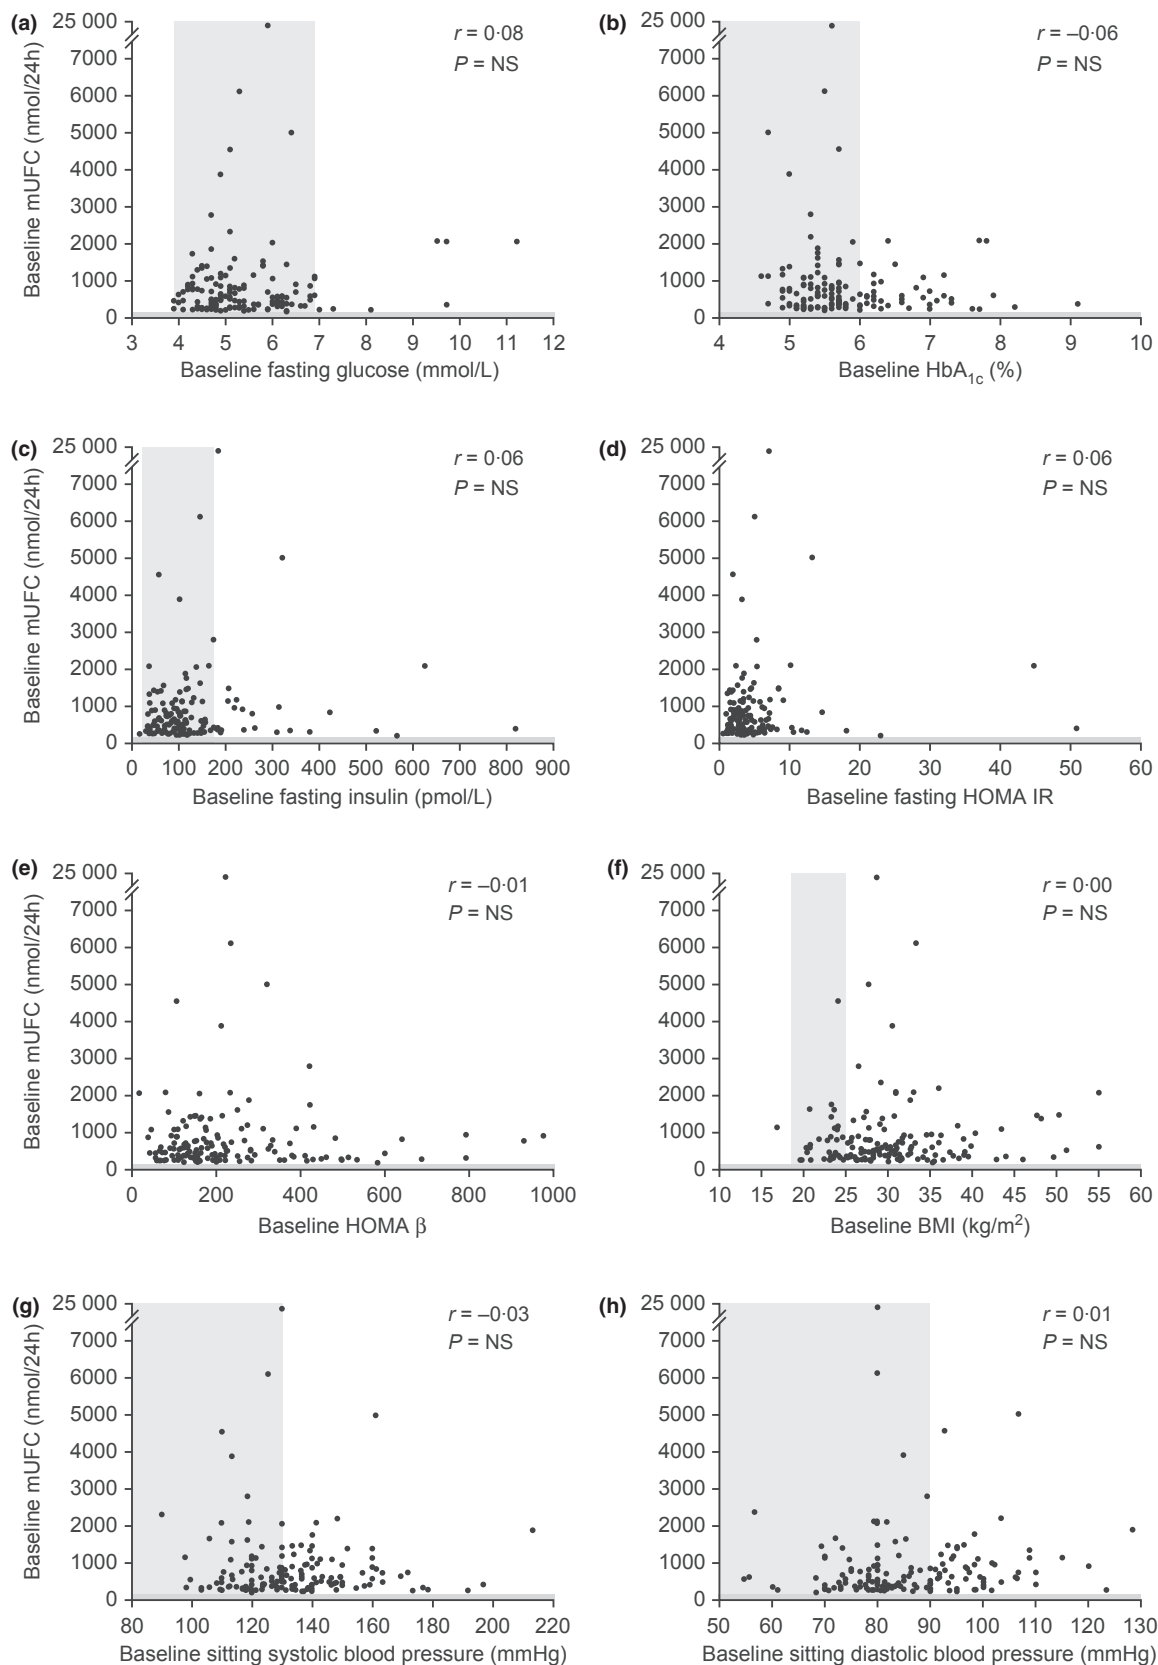 (a)
25 000
7000
6000
5000
4000
3000
2000
1000
0
Baseline mUFC (nmol/24h)
r = 0·08
P = NS
3 4 5 6 7 8 9 10 11 12
Baseline fasting glucose (mmol/L)
(b)
25 000
7000
6000
5000
4000
3000
2000
1000
0
r = –0·06
P = NS
4 5 6 7 8 9 10
Baseline HbA1c (%)
(c)
25 000
7000
6000
5000
4000
3000
2000
1000
0
Baseline mUFC (nmol/24h)
r = 0·06
P = NS
0 100 200 300 400 500 600 700 800 900
Baseline fasting insulin (pmol/L)
(d)
25 000
7000
6000
5000
4000
3000
2000
1000
0
r = 0·06
P = NS
0 10 20 30 40 50 60
Baseline fasting HOMA IR
(e)
25 000
7000
6000
5000
4000
3000
2000
1000
0
Baseline mUFC (nmol/24h)
r = –0·01
P = NS
0 200 400 600 800 1000
Baseline HOMA β
(f)
25 000
7000
6000
5000
4000
3000
2000
1000
0
r = 0·00
P = NS
10 15 20 25 30 35 40 45 50 55 60
Baseline BMI (kg/m²)
(g)
25 000
7000
6000
5000
4000
3000
2000
1000
0
Baseline mUFC (nmol/24h)
r = –0·03
P = NS
80 100 120 140 160 180 200 220
Baseline sitting systolic blood pressure (mmHg)
(h)
25 000
7000
6000
5000
4000
3000
2000
1000
0
r = 0·01
P = NS
50 60 70 80 90 100 110 120 130
Baseline sitting diastolic blood pressure (mmHg)